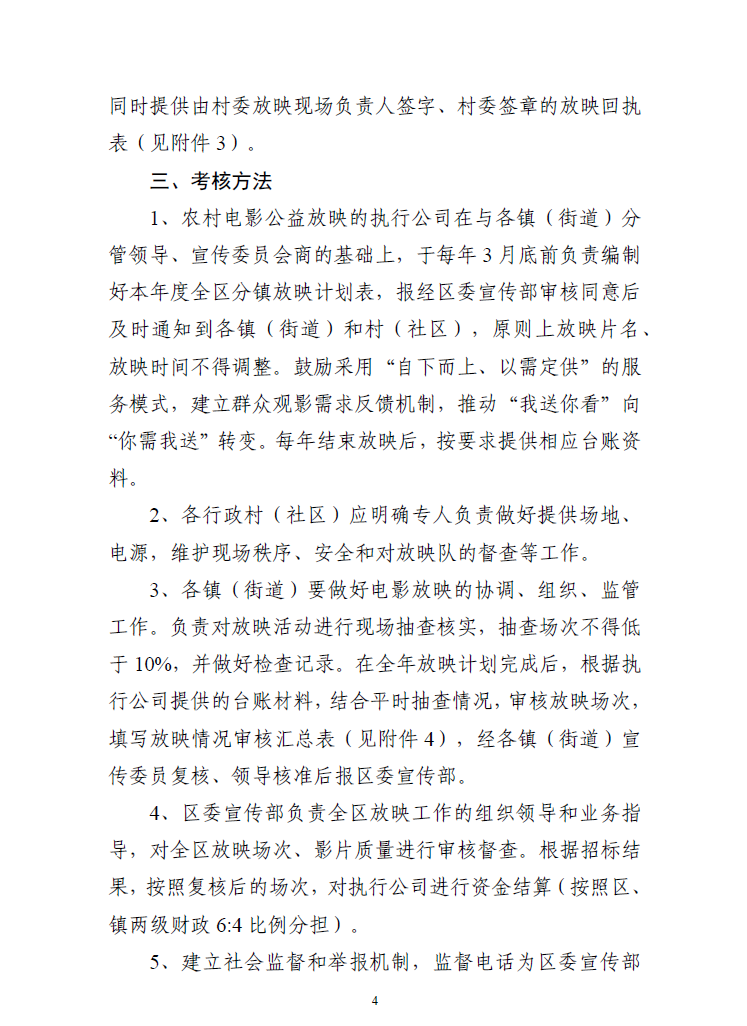 同时提供由村委放映现场负责人签字、村委签章的放映回执
表（见附件 3）。
三、考核方法
1、农村电影公益放映的执行公司在与各镇（街道）分
管领导、宣传委员会商的基础上，于每年 3 月底前负责编制
好本年度全区分镇放映计划表，报经区委宣传部审核同意后
及时通知到各镇（街道）和村（社区），原则上放映片名、
放映时间不得调整。鼓励采用“自下而上、以需定供”的服
务模式，建立群众观影需求反馈机制，推动“我送你看”向
“你需我送”转变。每年结束放映后，按要求提供相应台账资
料。
2、各行政村（社区）应明确专人负责做好提供场地、
电源，维护现场秩序、安全和对放映队的督查等工作。
3、各镇（街道）要做好电影放映的协调、组织、监管
工作。负责对放映活动进行现场抽查核实，抽查场次不得低
于 10%，并做好检查记录。在全年放映计划完成后，根据执
行公司提供的台账材料，结合平时抽查情况，审核放映场次，
填写放映情况审核汇总表（见附件 4），经各镇（街道）宣
传委员复核、领导核准后报区委宣传部。
4、区委宣传部负责全区放映工作的组织领导和业务指
导，对全区放映场次、影片质量进行审核督查。根据招标结
果，按照复核后的场次，对执行公司进行资金结算（按照区、
镇两级财政 6:4 比例分担）。
5、建立社会监督和举报机制，监督电话为区委宣传部
4